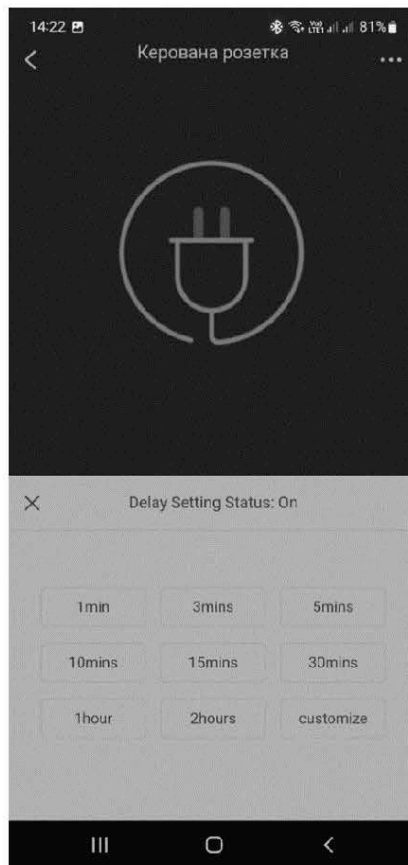 14:22 81%
Керована розетка
Delay Setting Status: On
1min 3mins 5mins
10mins 15mins 30mins
1hour 2hours customize